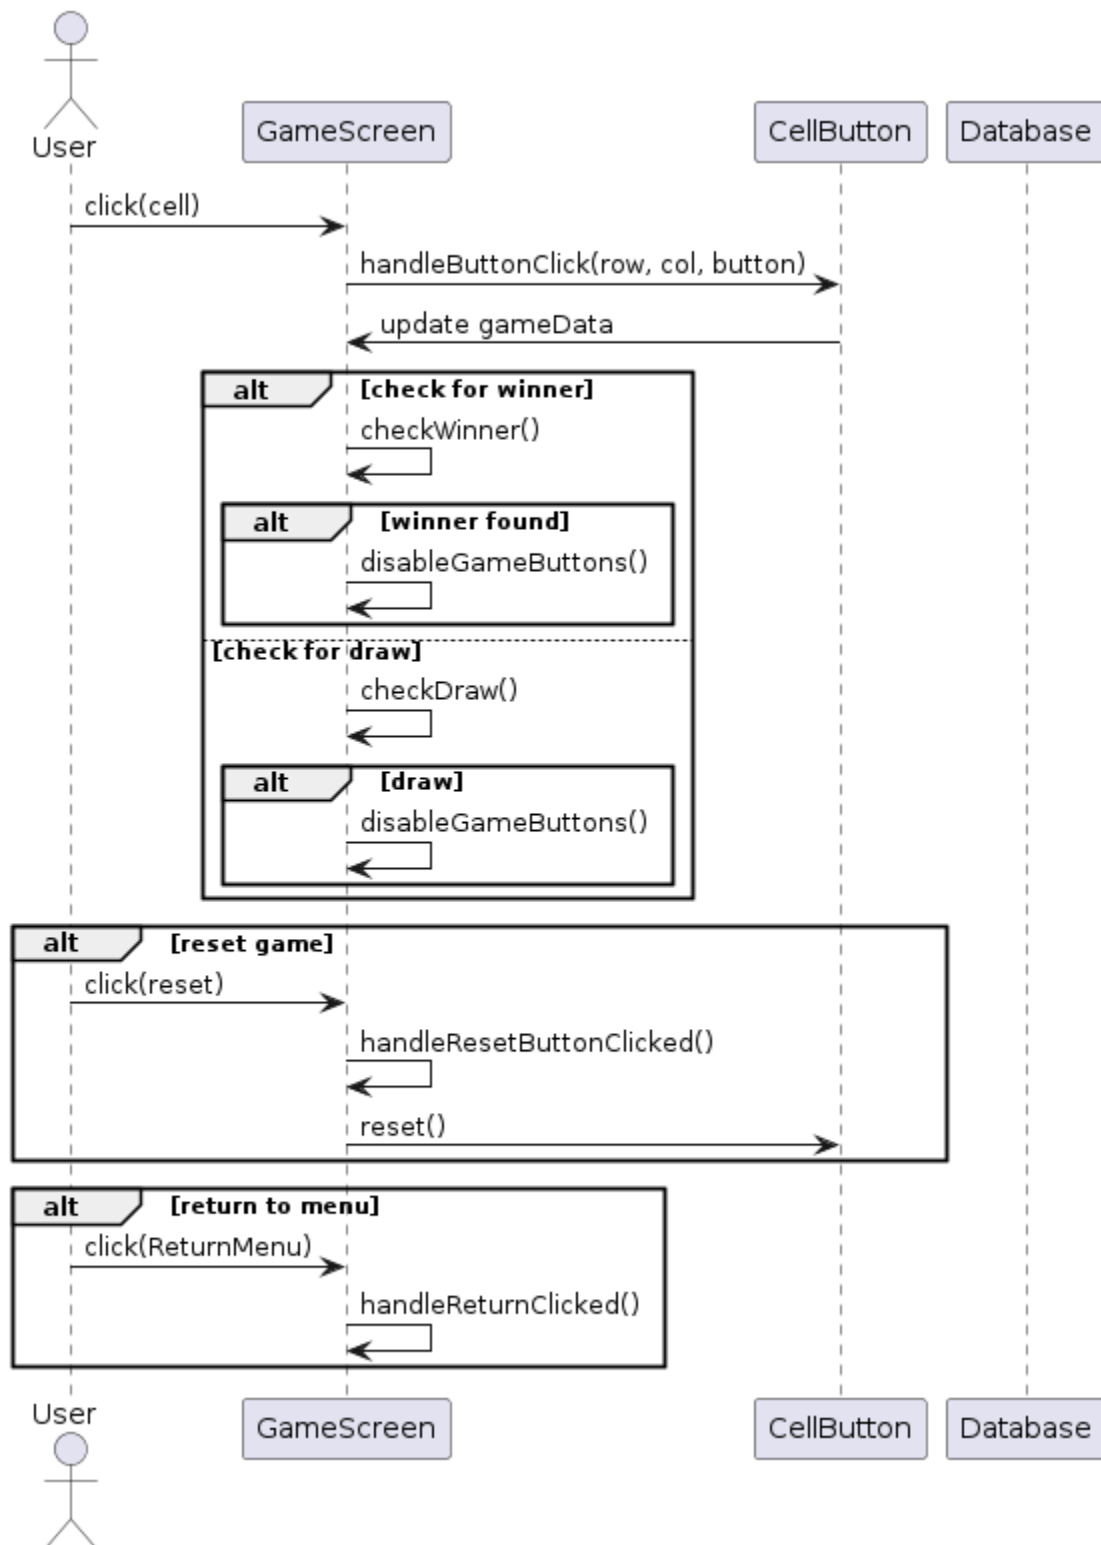 User
GameScreen
CellButton
Database
click(cell)
handleButtonClick(row, col, button)
update gameData
alt
[check for winner]
checkWinner()
alt
[winner found]
disableGameButtons()
[check for draw]
checkDraw()
alt
[draw]
disableGameButtons()
alt
[reset game]
click(reset)
handleResetButtonClicked()
reset()
alt
[return to menu]
click(ReturnMenu)
handleReturnClicked()
User
GameScreen
CellButton
Database